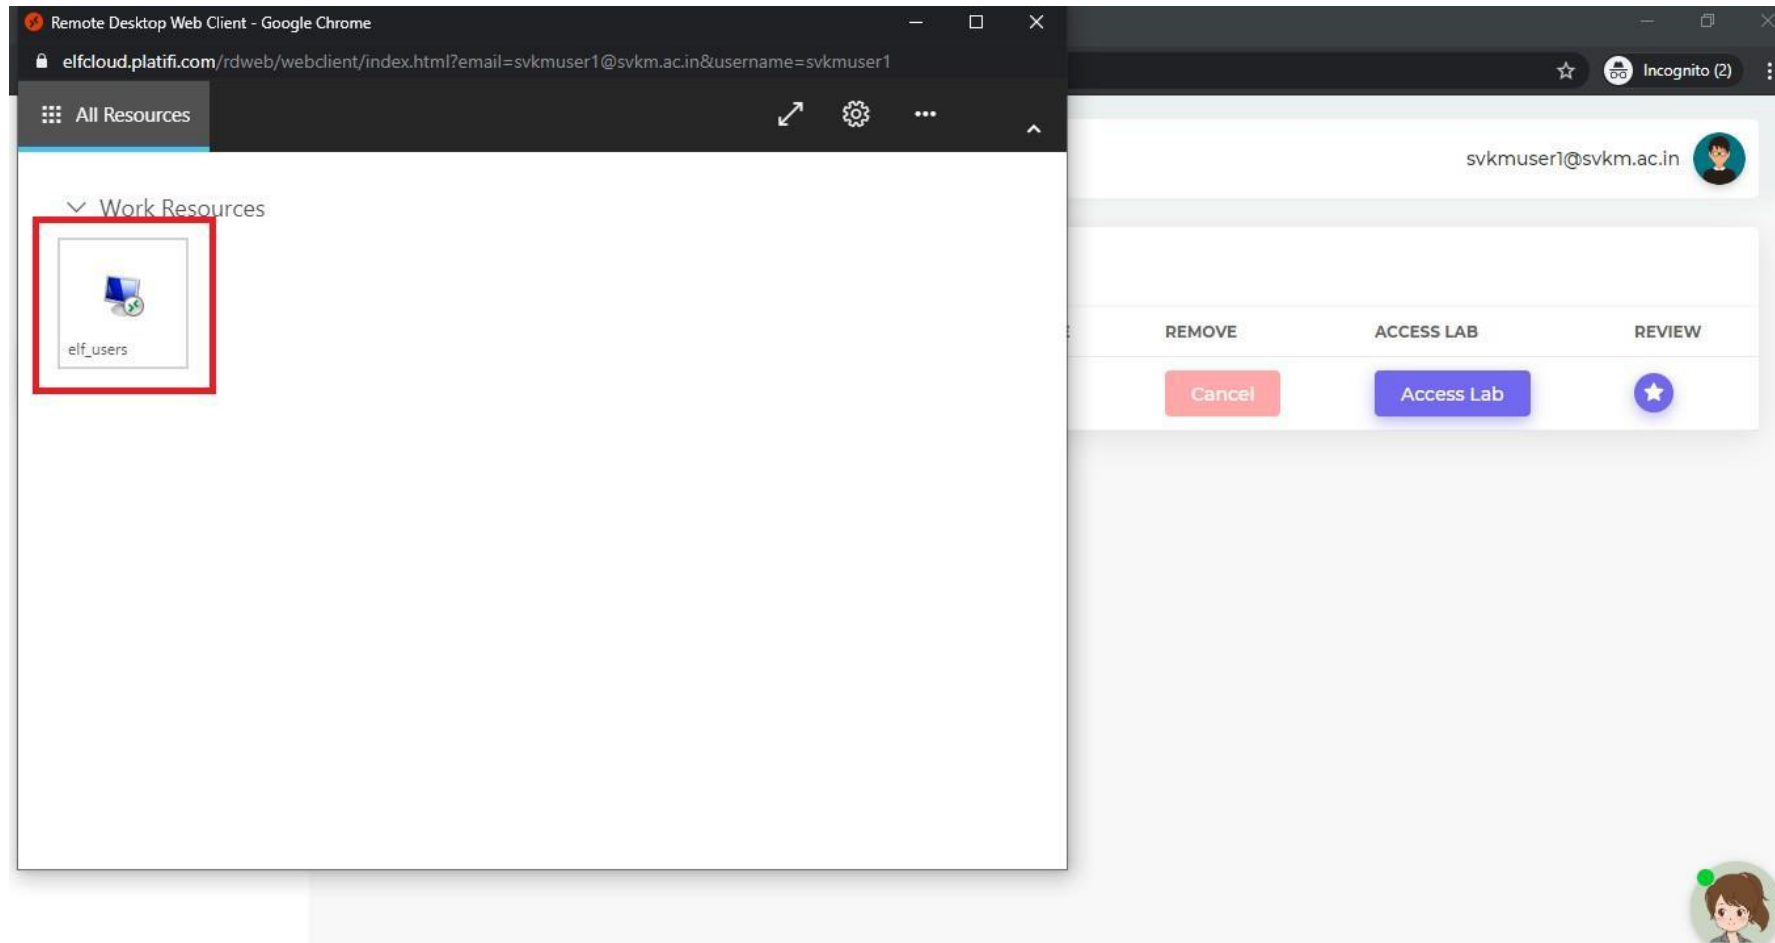 Remote Desktop Web Client - Google Chrome
elfcloud.platifi.com/rdweb/webclient/index.html?email=svkmuser1@svkm.ac.in&username=svkmuser1
Incognito (2)
All Resources
svkmuser1@svkm.ac.in
Work Resources
elf_users
REMOVE ACCESS LAB REVIEW
Cancel Access Lab